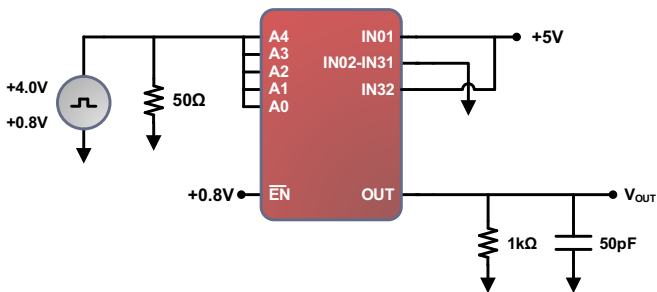 A4 IN01 +5V
A3
IN02-IN31
A2
+4.0V
A1 IN32
50Ω
A0
+0.8V
+0.8V EN OUT VOUT
1kΩ 50pF